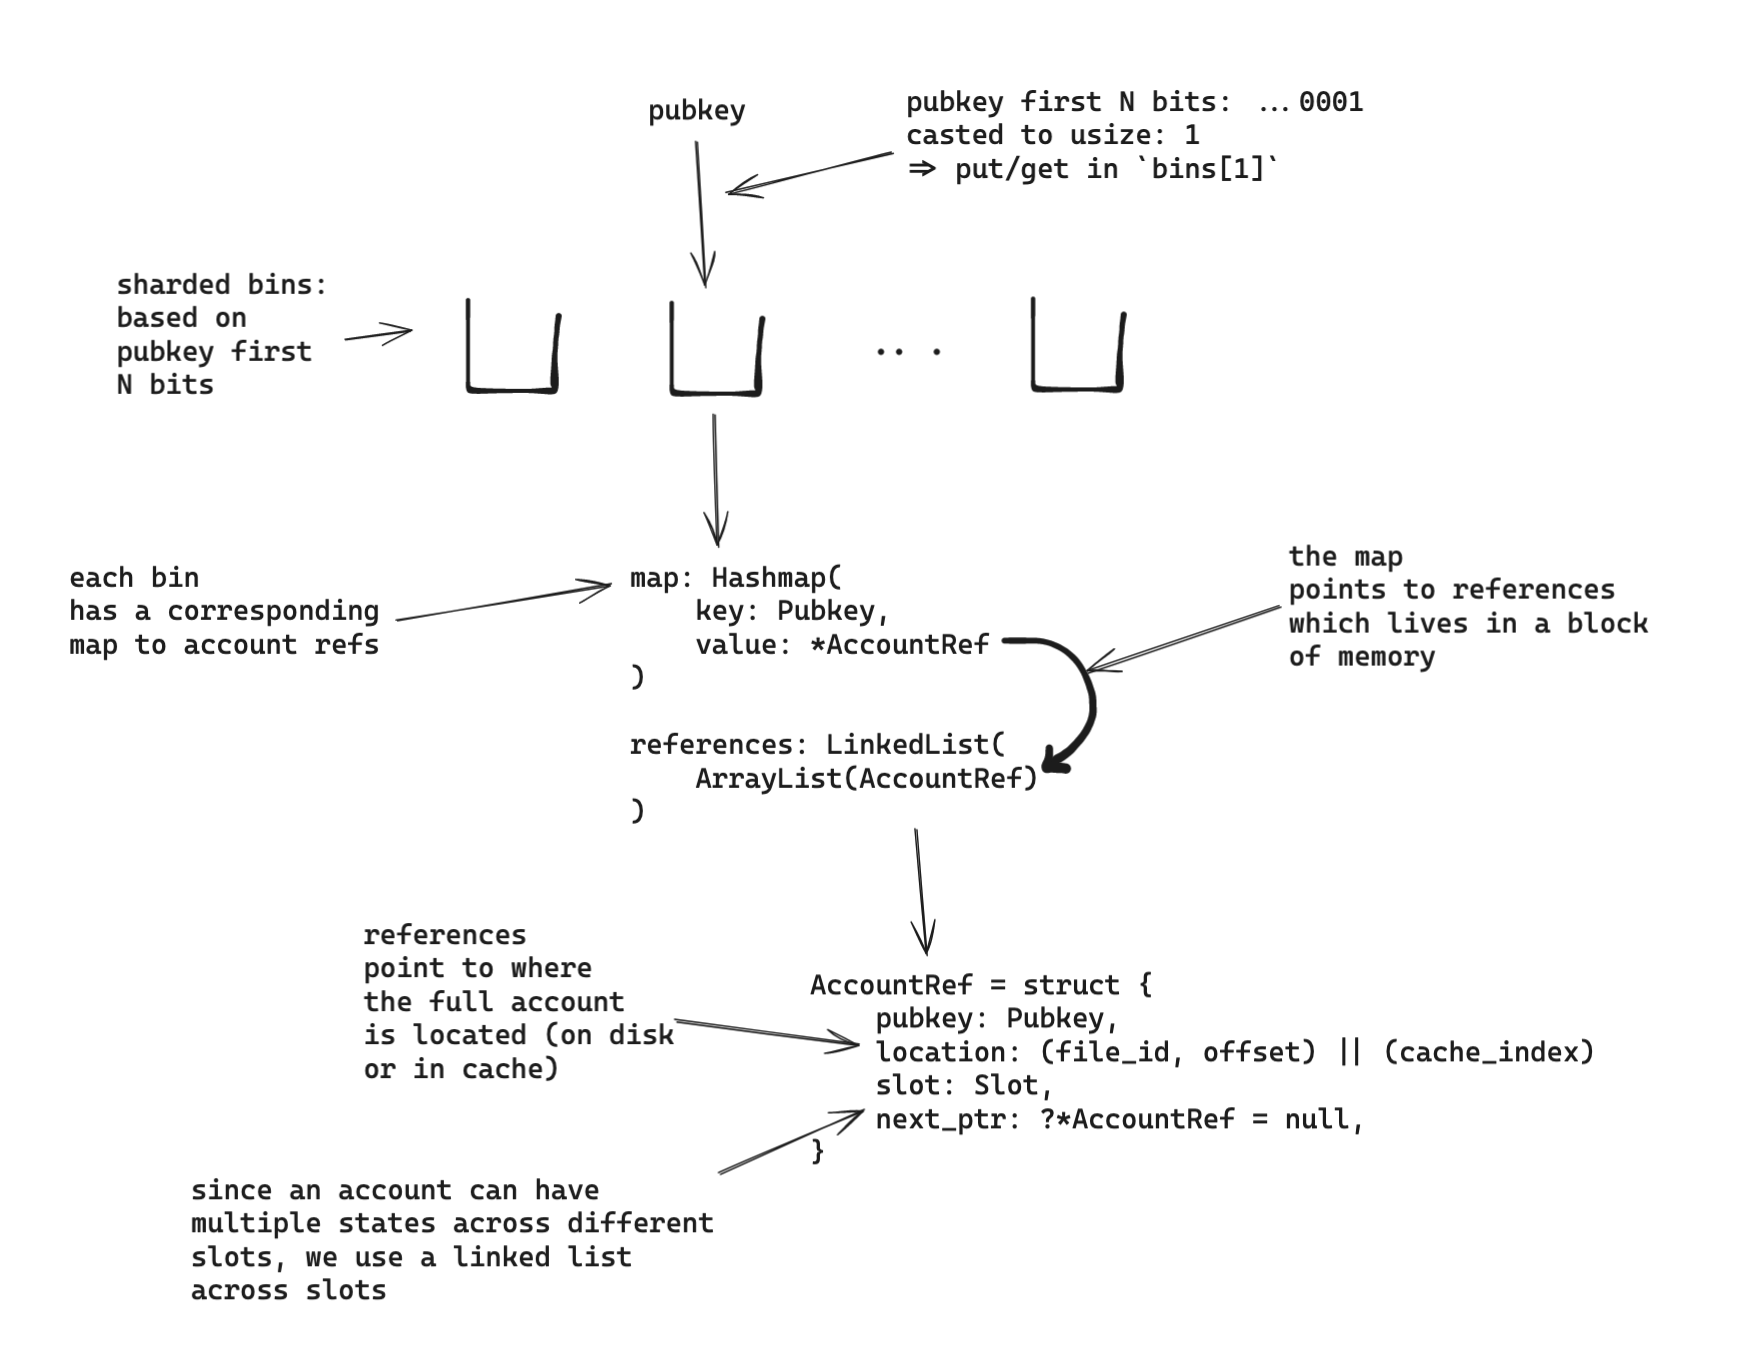 pubkey
pubkey first N bits: ...0001
casted to usize: 1
=> put/get in `bins[1]`
sharded bins:
based on
pubkey first
N bits
...
each bin
has a corresponding
map to account refs
map: Hashmap(
    key: Pubkey,
    value: *AccountRef
)
the map
points to references
which lives in a block
of memory
references: LinkedList(
    ArrayList(AccountRef)
)
references
point to where
the full account
is located (on disk
or in cache)
AccountRef = struct {
    pubkey: Pubkey,
    location: (file_id, offset) || (cache_index)
    slot: Slot,
    next_ptr: ?*AccountRef = null,
}
since an account can have
multiple states across different
slots, we use a linked list
across slots